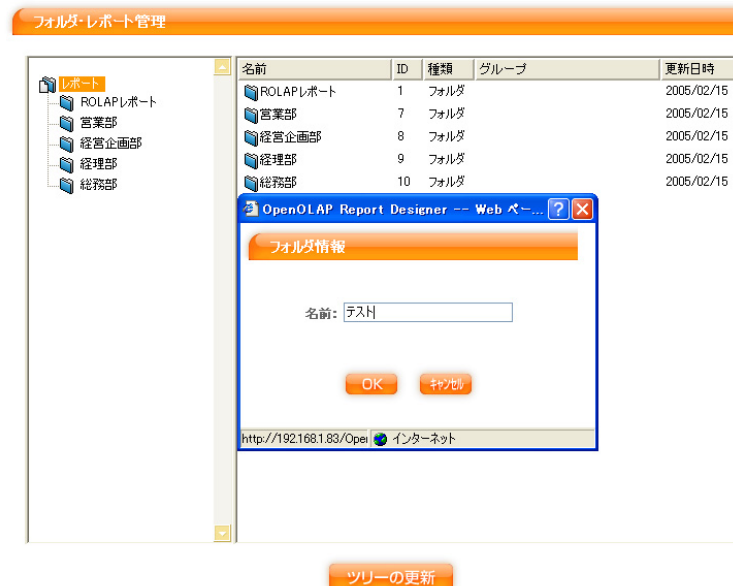 フォルダ・レポート管理
レポート
ROLAPレポート
営業部
経営企画部
経理部
総務部
名前 ID 種類 グループ 更新日時
ROLAPレポート 1 フォルダ 2005/02/15
営業部 7 フォルダ 2005/02/15
経営企画部 8 フォルダ 2005/02/15
経理部 9 フォルダ 2005/02/15
総務部 10 フォルダ 2005/02/15
OpenOLAP Report Designer -- Web ペー...
フォルダ情報
名前: テスト
OK キャンセル
http://192.168.1.83/Oper インターネット
ツリーの更新